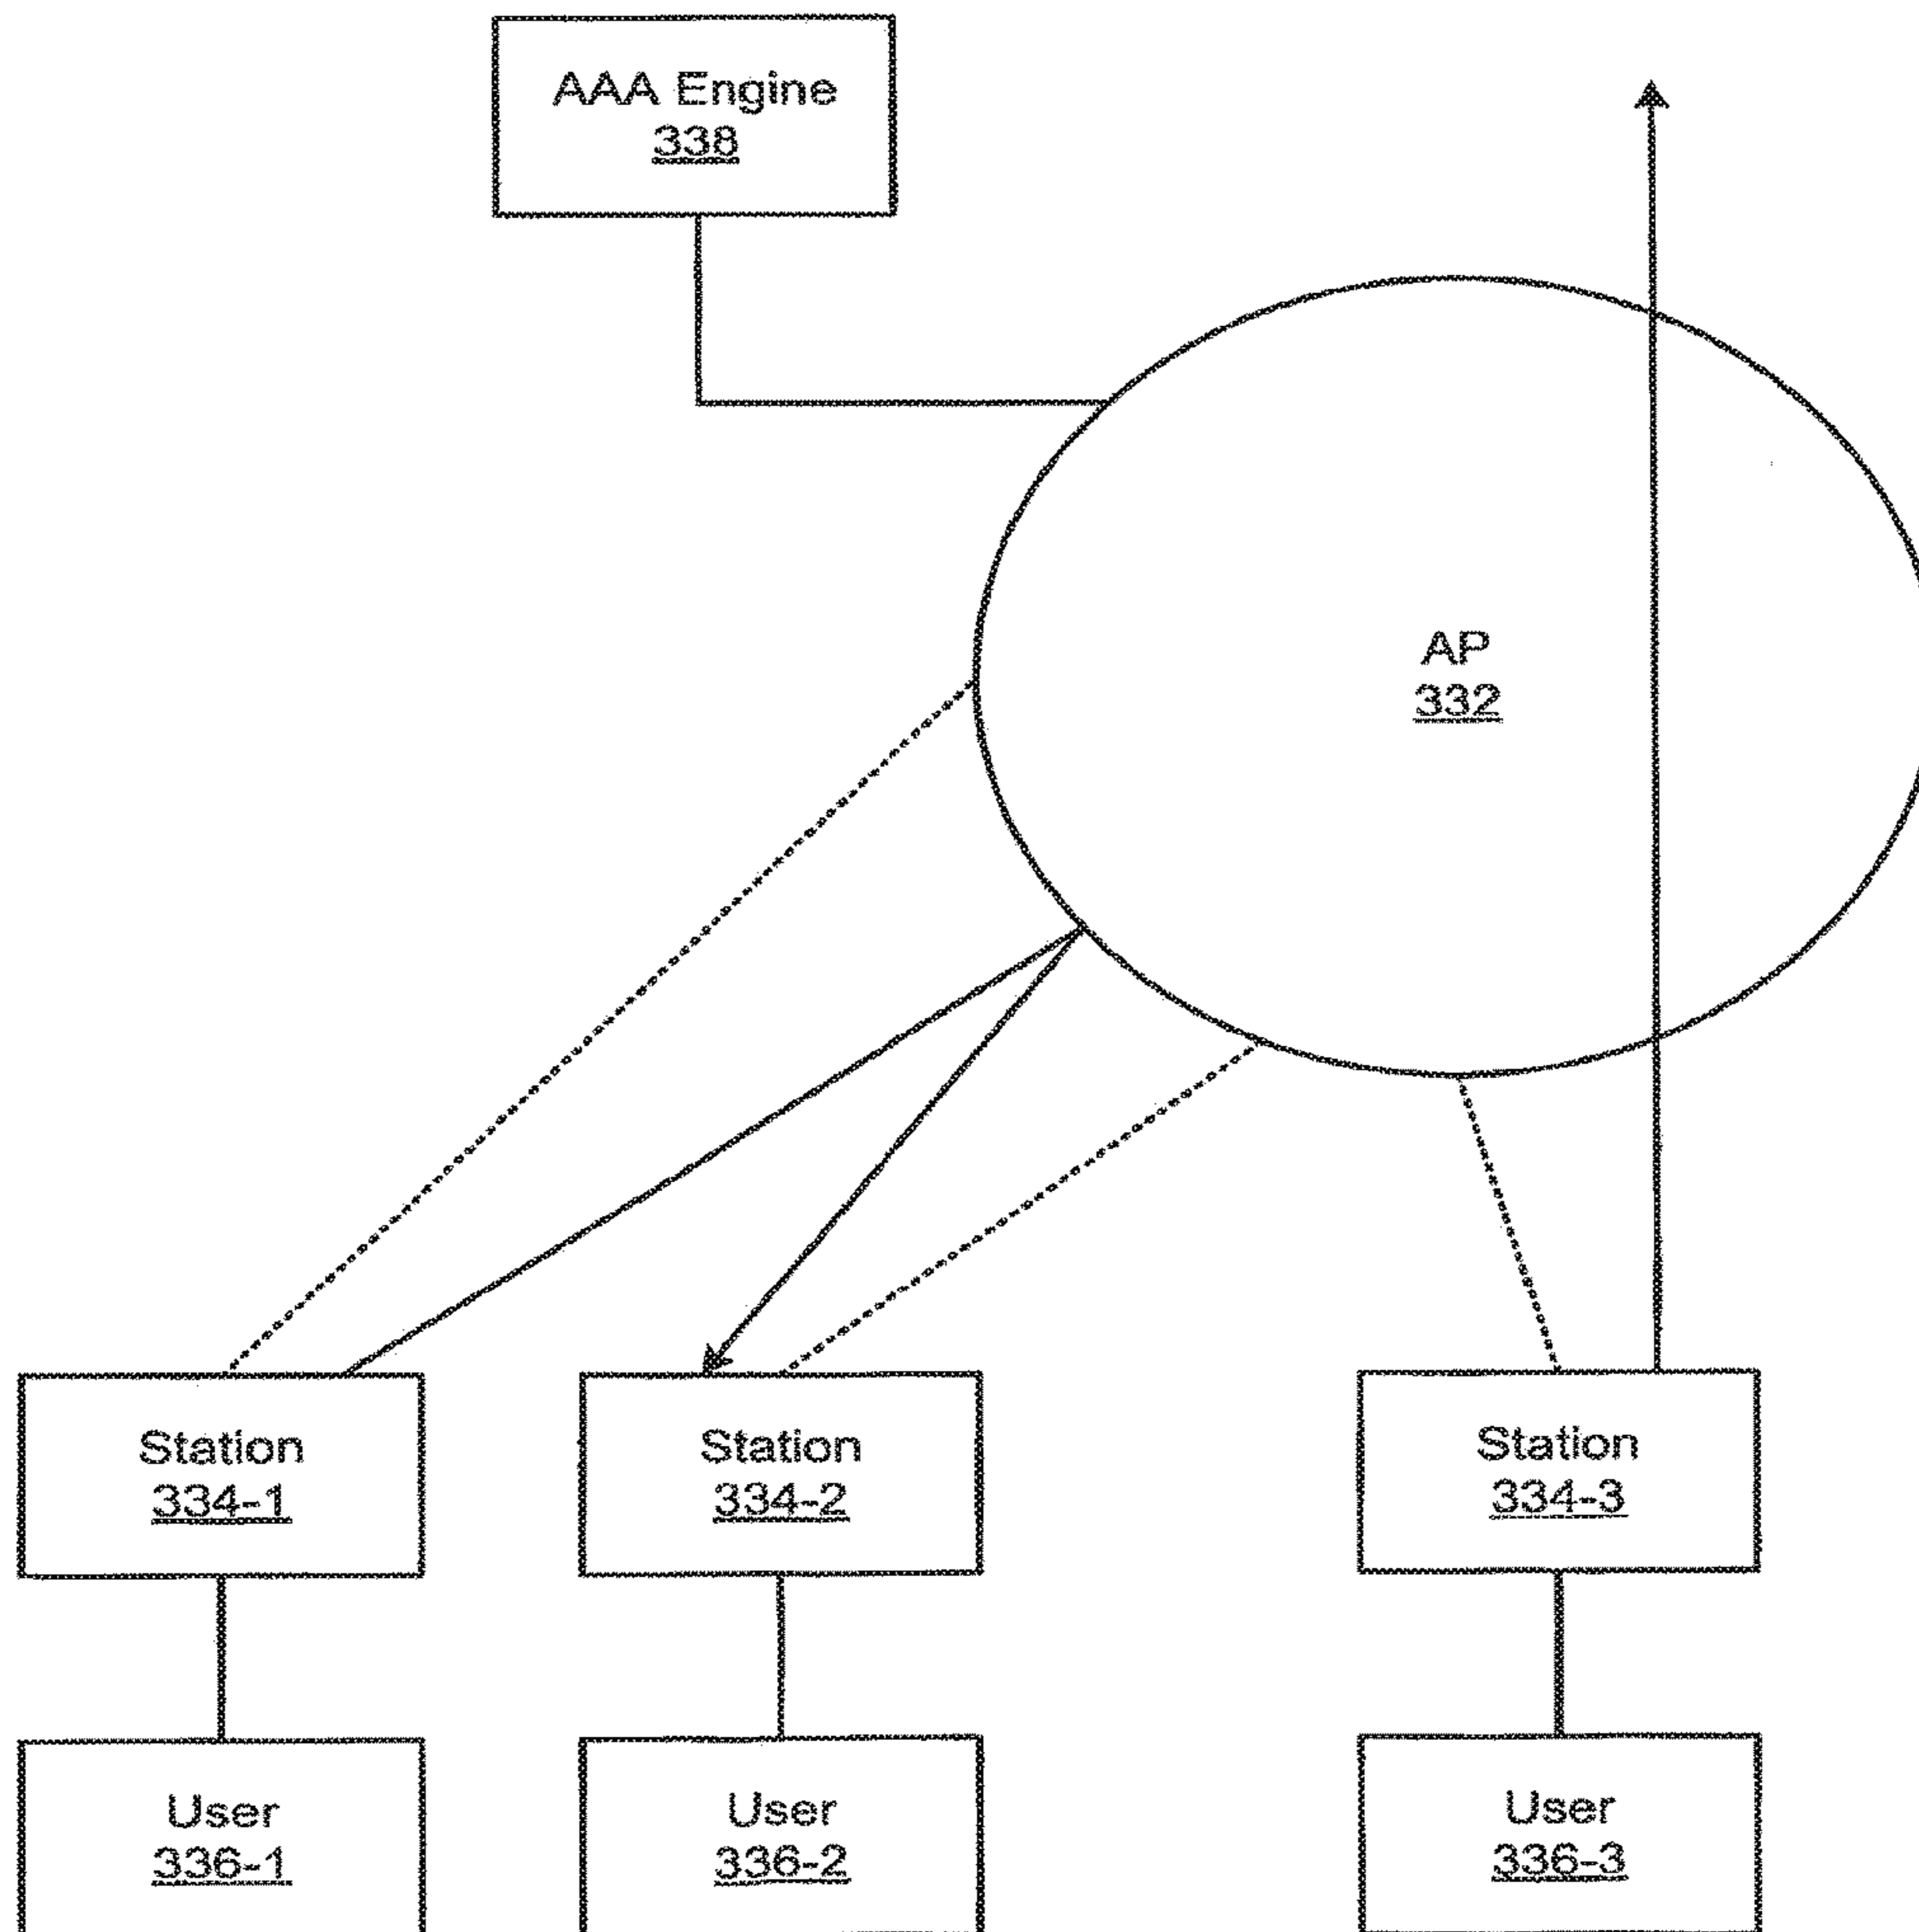 AAA Engine
338
AP
332
Station
334-1
Station
334-2
Station
334-3
User
336-1
User
336-2
User
336-3